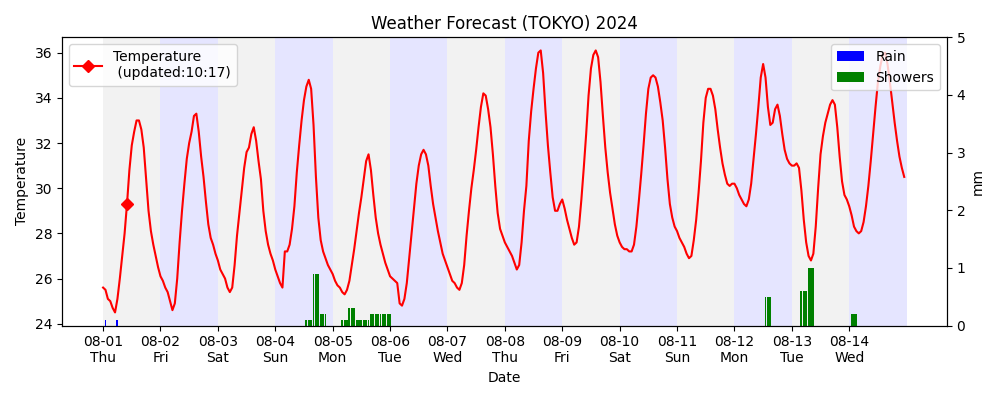 Weather Forecast (TOKYO) 2024
Temperature
(updated:10:17)
Rain
Showers
36
34
32
30
28
26
24
Temperature
5
4
3
2
1
0
mm
08-01 08-02 08-03 08-04 08-05 08-06 08-07 08-08 08-09 08-10 08-11 08-12 08-13 08-14
Thu Fri Sat Sun Mon Tue Wed Thu Fri Sat Sun Mon Tue Wed
Date